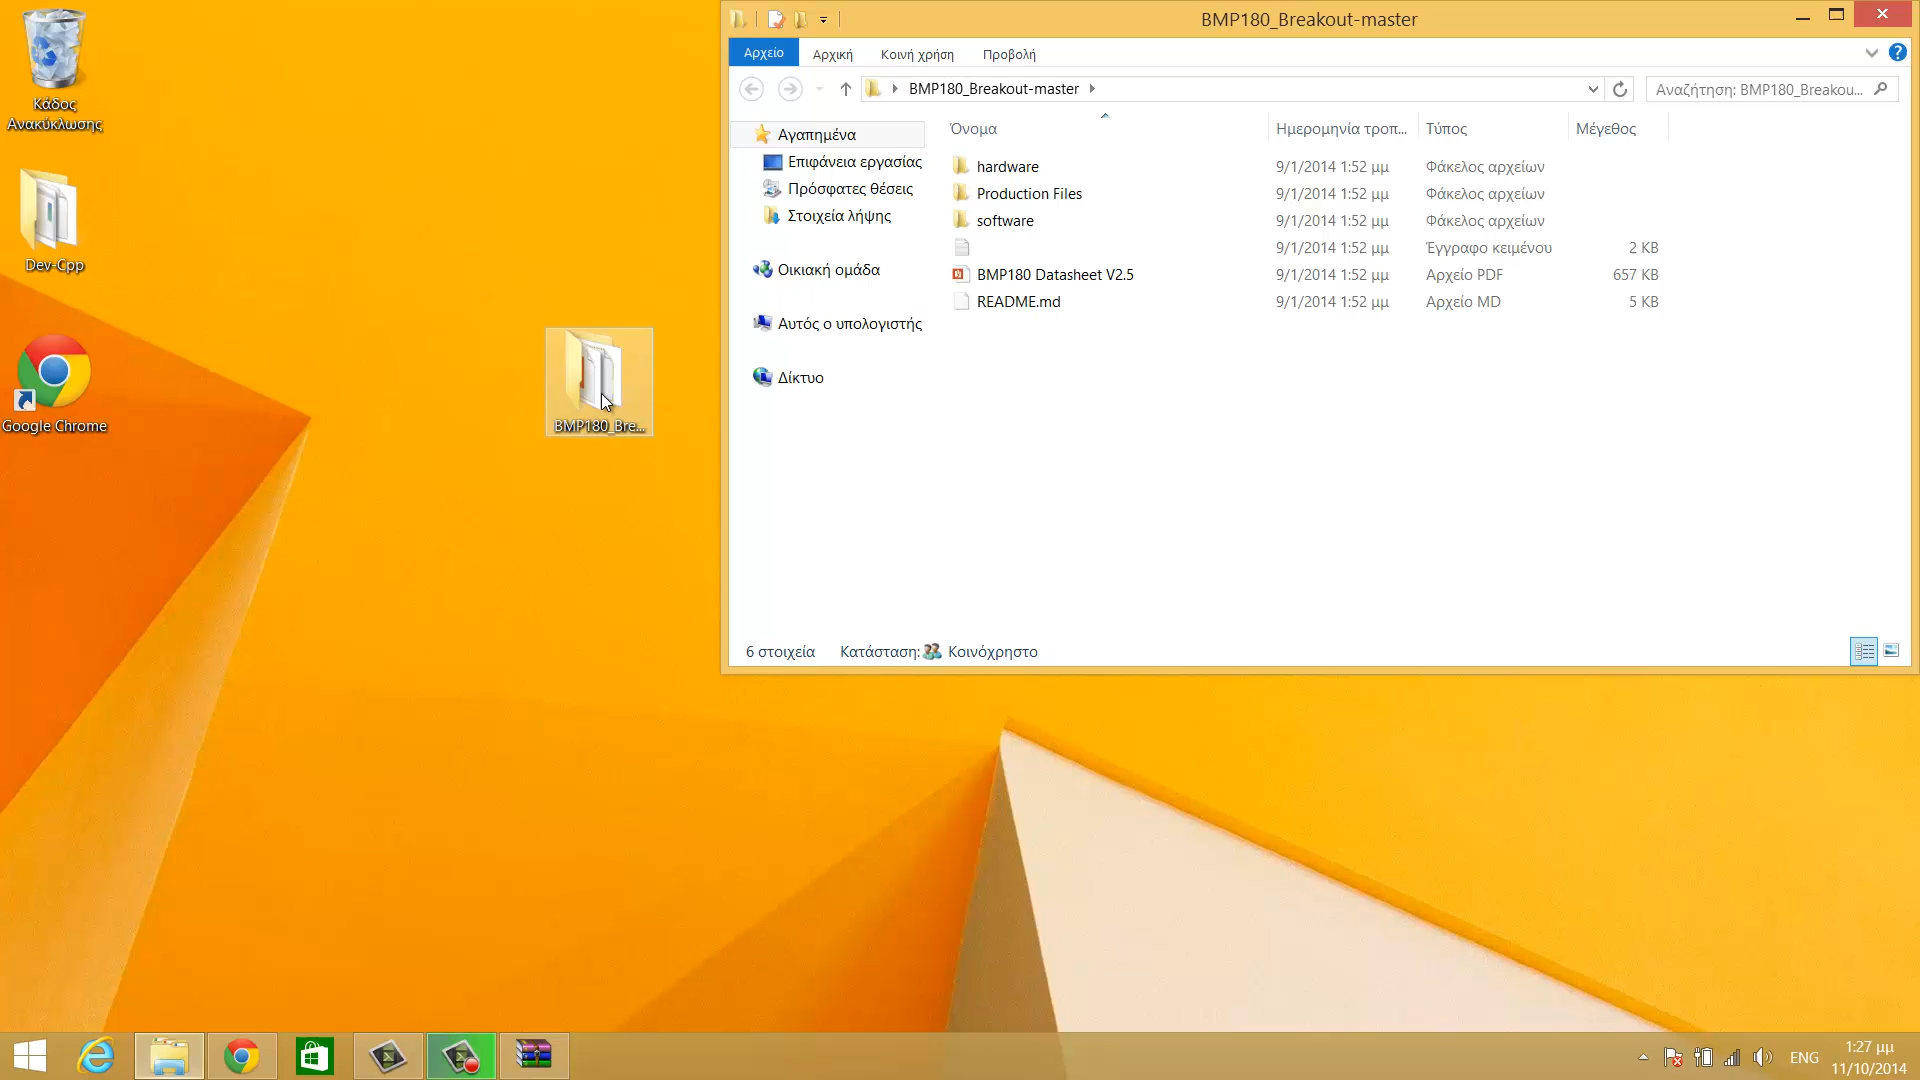 Κάδος
Ανακύκλωσης
Dev-Cpp
Google Chrome
BMP180_Bre...
BMP180_Breakout-master
Αρχείο Αρχική Κοινή χρήση Προβολή
BMP180_Breakout-master
Αναζήτηση: BMP180_Breakou...
Αγαπημένα
Επιφάνεια εργασίας
Πρόσφατες θέσεις
Στοιχεία λήψης
Οικιακή ομάδα
Αυτός ο υπολογιστής
Δίκτυο
Όνομα Ημερομηνία τροπ... Τύπος Μέγεθος
hardware 9/1/2014 1:52 μμ Φάκελος αρχείων
Production Files 9/1/2014 1:52 μμ Φάκελος αρχείων
software 9/1/2014 1:52 μμ Φάκελος αρχείων
9/1/2014 1:52 μμ Έγγραφο κειμένου 2 KB
BMP180 Datasheet V2.5 9/1/2014 1:52 μμ Αρχείο PDF 657 KB
README.md 9/1/2014 1:52 μμ Αρχείο MD 5 KB
6 στοιχεία Κατάσταση: Κοινόχρηστο
ENG
1:27 μμ
11/10/2014